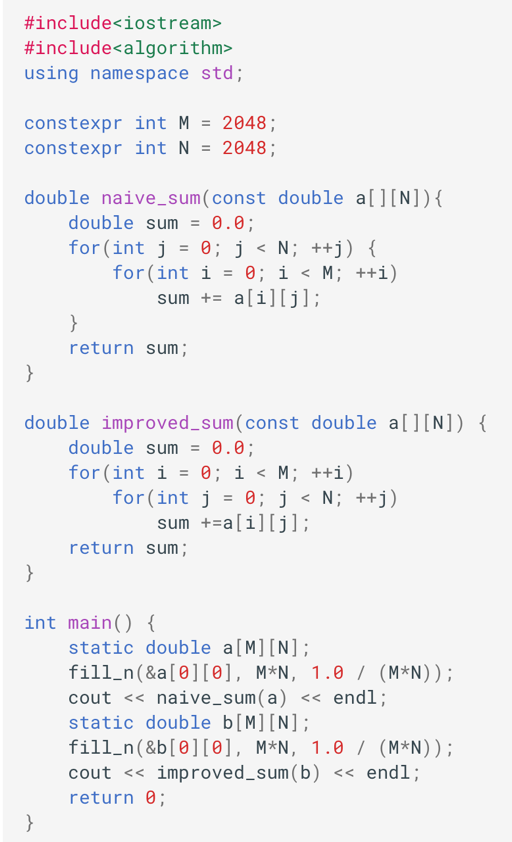 #include<iostream>
#include<algorithm>
using namespace std;

constexpr int M = 2048;
constexpr int N = 2048;

double naive_sum(const double a[][N]){
    double sum = 0.0;
    for(int j = 0; j < N; ++j) {
        for(int i = 0; i < M; ++i)
            sum += a[i][j];
    }
    return sum;
}

double improved_sum(const double a[][N]) {
    double sum = 0.0;
    for(int i = 0; i < M; ++i)
        for(int j = 0; j < N; ++j)
            sum +=a[i][j];
    return sum;
}

int main() {
    static double a[M][N];
    fill_n(&a[0][0], M*N, 1.0 / (M*N));
    cout << naive_sum(a) << endl;
    static double b[M][N];
    fill_n(&b[0][0], M*N, 1.0 / (M*N));
    cout << improved_sum(b) << endl;
    return 0;
}